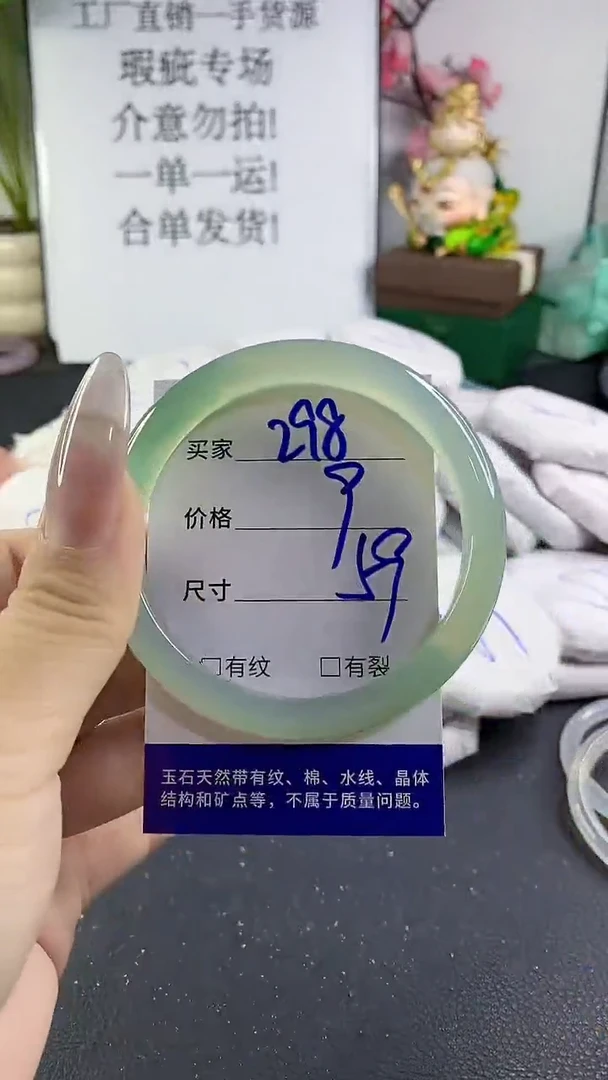 工厂直销一手货源
瑕疵专场
介意勿拍!
一单一运!
合单发货!
买家 298
价格 9
尺寸 59
□有纹 □有裂
玉石天然带有纹、棉、水线、晶体
结构和矿点等，不属于质量问题。